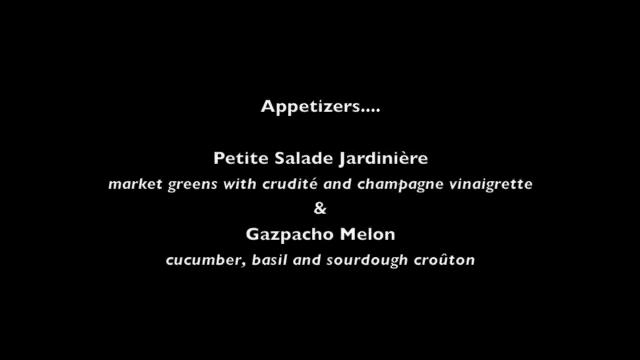 Appetizers....
Petite Salade Jardinière
market greens with crudité and champagne vinaigrette
&
Gazpacho Melon
cucumber, basil and sourdough croûton